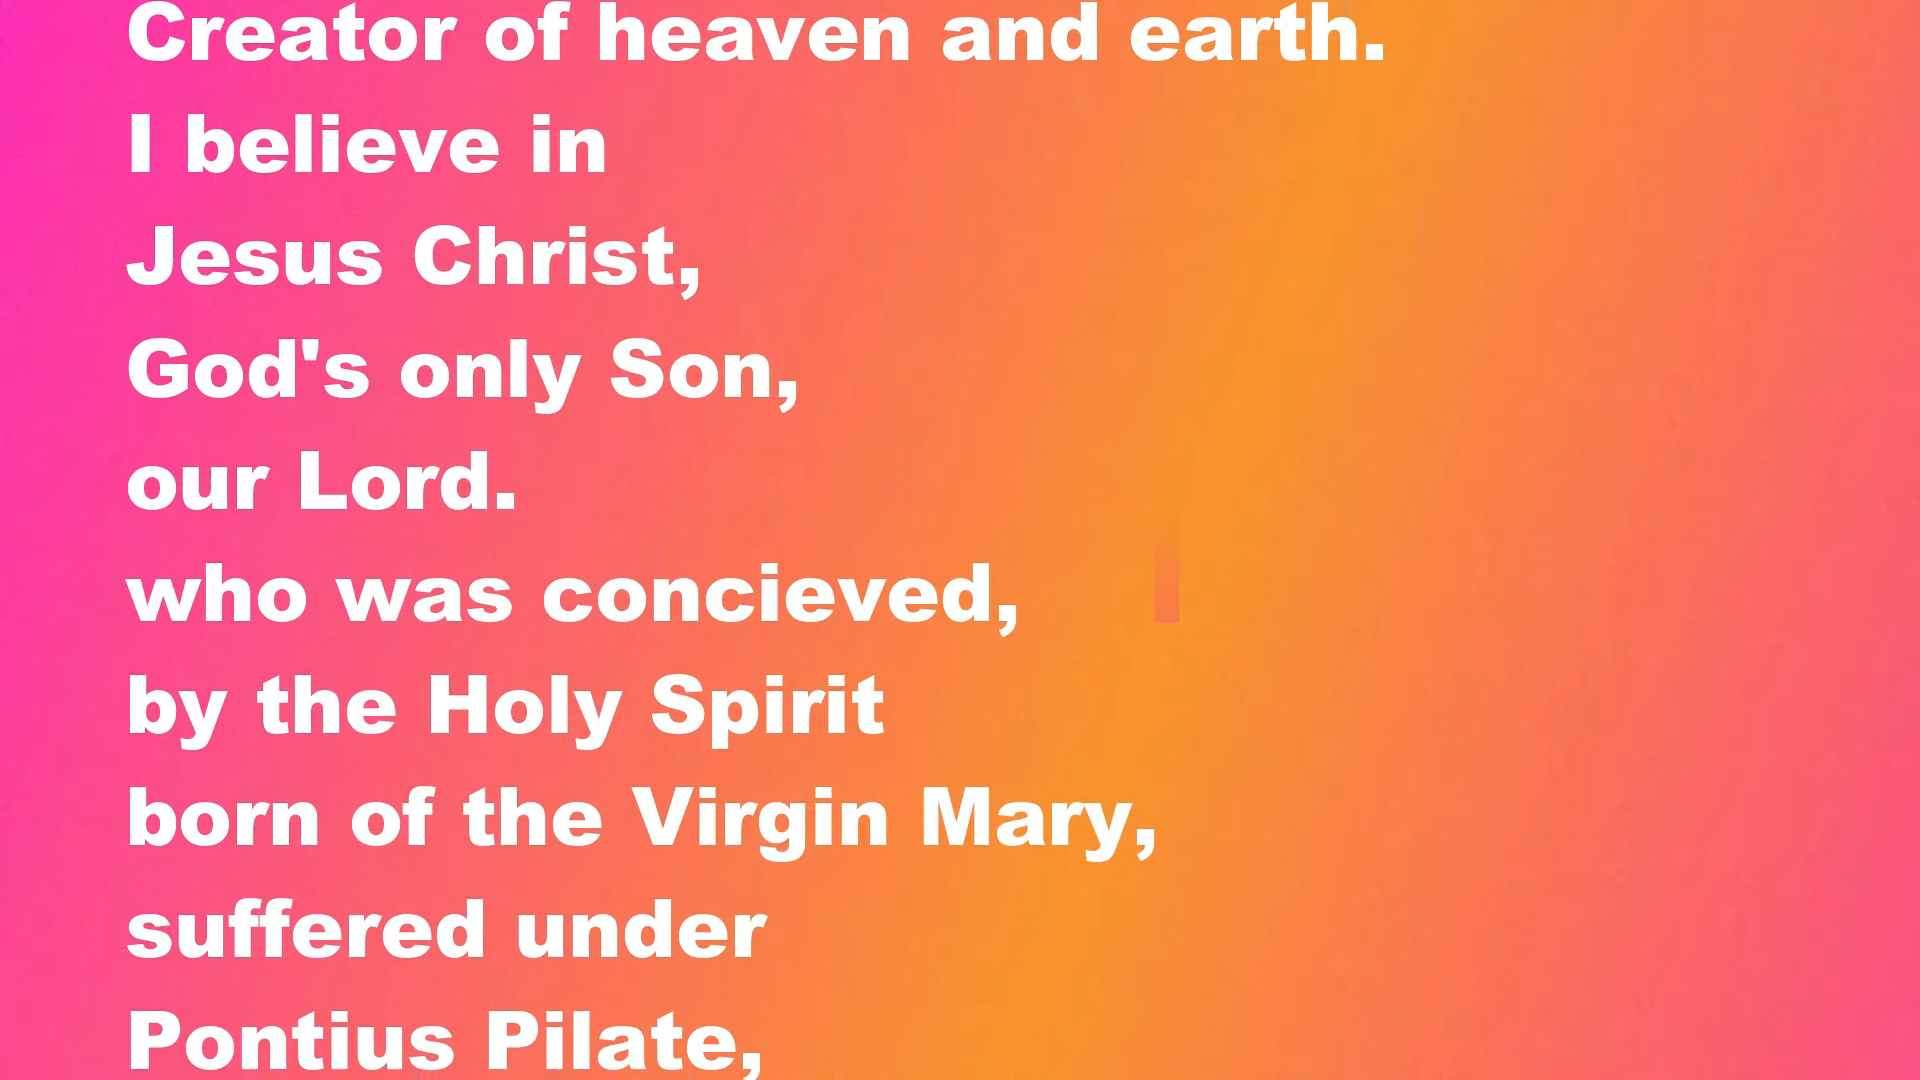 Creator of heaven and earth.
I believe in
Jesus Christ,
God's only Son,
our Lord.
who was concieved,
by the Holy Spirit
born of the Virgin Mary,
suffered under
Pontius Pilate,